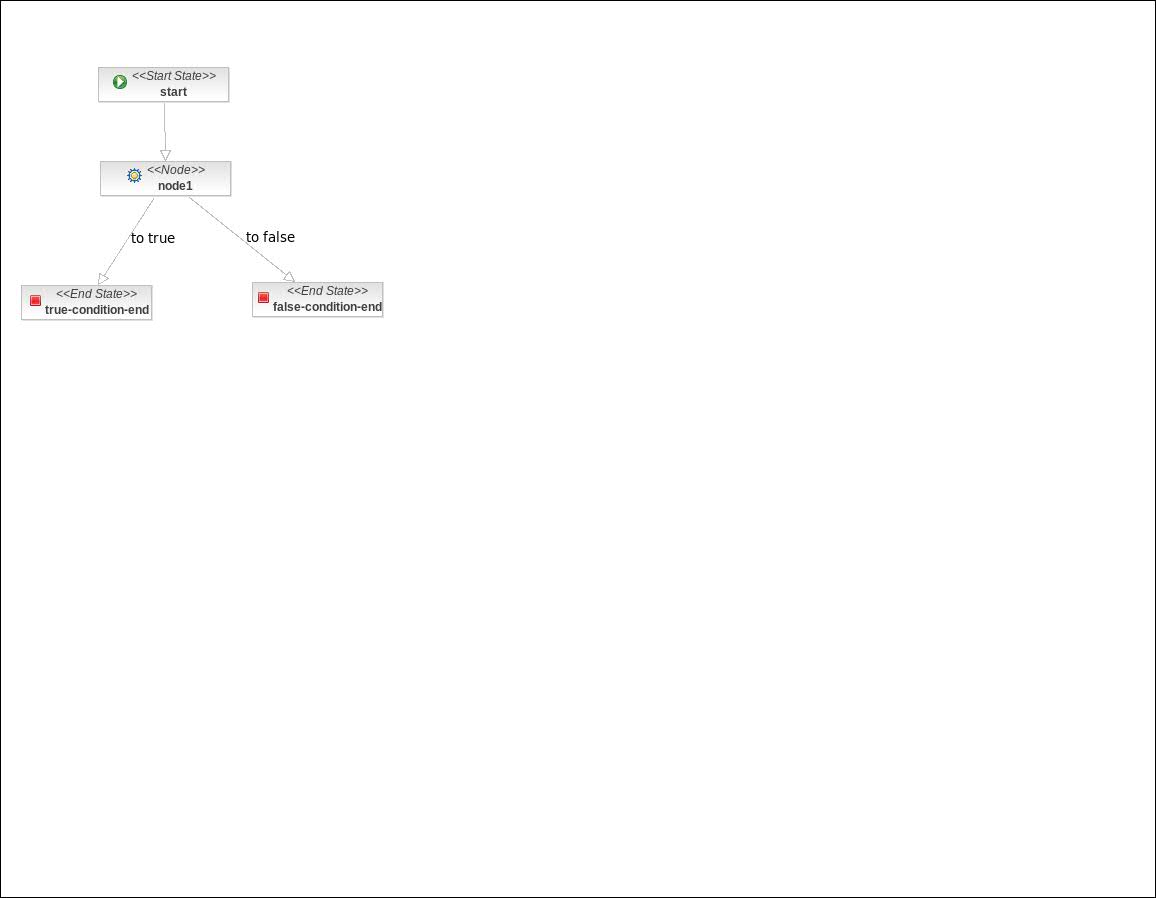 <<Start State>>
start
<<Node>>
node1
to true
to false
<<End State>>
true-condition-end
<<End State>>
false-condition-end